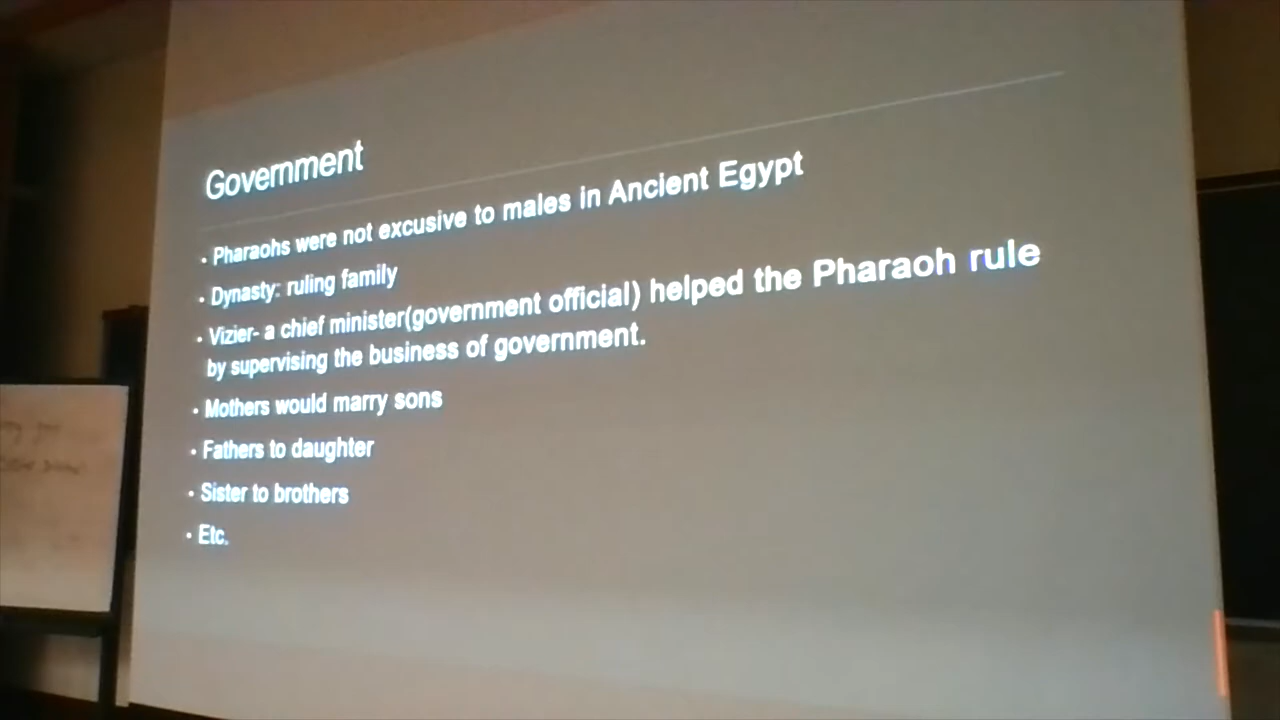 Government
• Pharaohs were not excusive to males in Ancient Egypt
• Dynasty: ruling family
• Vizier- a chief minister(government official) helped the Pharaoh rule
by supervising the business of government.
• Mothers would marry sons
• Fathers to daughter
• Sister to brothers
• Etc.